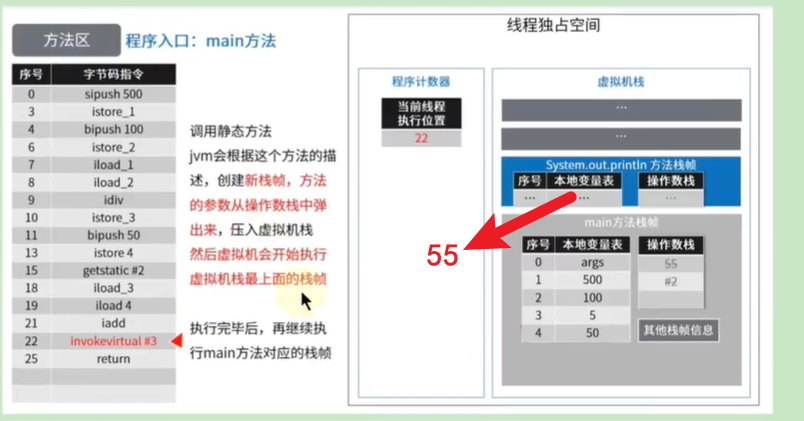 方法区 程序入口：main方法
序号 字节码指令
0 sipush 500
3 istore_1
4 bipush 100
6 istore_2
7 iload_1
8 iload_2
9 idiv
10 istore_3
11 bipush 50
13 istore 4
15 getstatic #2
18 iload_3
19 iload 4
21 iadd
22 invokevirtual #3
25 return
调用静态方法
jvm会根据这个方法的描
述，创建新栈帧，方法
的参数从操作数栈中弹
出来，压入虚拟机栈
然后虚拟机会开始执行
虚拟机栈最上面的栈帧
执行完毕后，再继续执
行main方法对应的栈帧
线程独占空间
程序计数器
当前线程
执行位置
22
虚拟机栈
...
...
System.out.println 方法栈帧
序号 本地变量表 操作数栈
... ... ...
55
main方法栈帧
序号 本地变量表 操作数栈
0 args 55
1 500 #2
2 100
3 5
4 50
其他栈帧信息